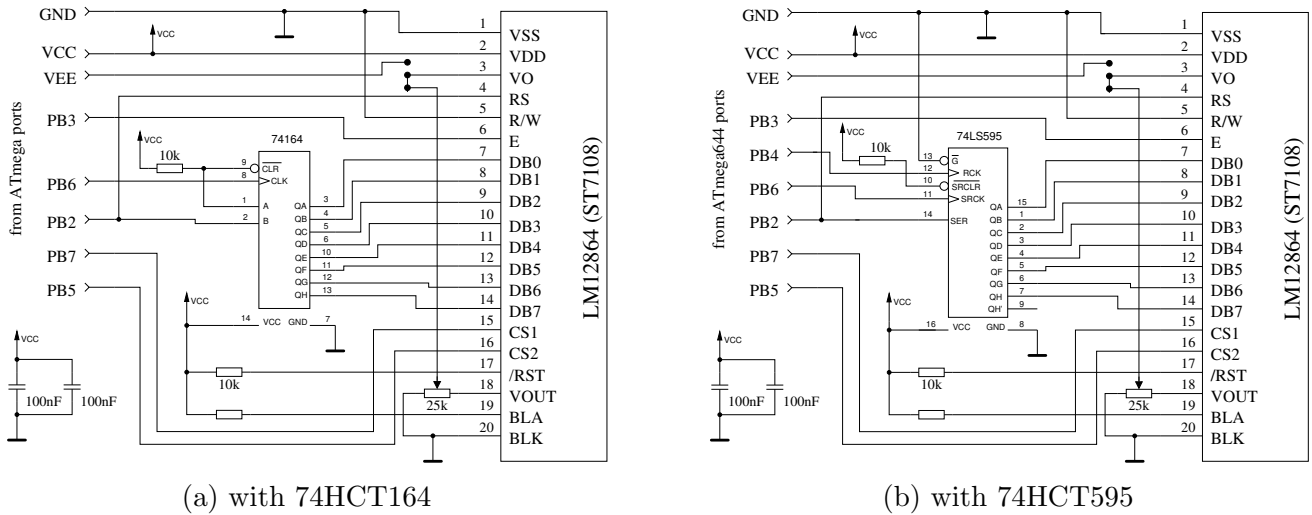 GND
VCC
VEE
from ATmega ports
PB3
PB6
PB2
PB7
PB5
VCC
VCC
10k
74164
9
CLR
8
CLK
1
A
2
B
QA
3
QB
4
QC
5
QD
6
QE
10
QF
11
QG
12
QH
13
VCC
14
VCC
GND
7
10k
VCC
100nF
100nF
25k
1
VSS
2
VDD
3
VO
4
RS
5
R/W
6
E
7
DB0
8
DB1
9
DB2
10
DB3
11
DB4
12
DB5
13
DB6
14
DB7
15
CS1
16
CS2
17
/RST
18
VOUT
19
BLA
20
BLK
LM12864 (ST7108)
(a) with 74HCT164
GND
VCC
VEE
from ATmega644 ports
PB3
PB4
PB6
PB2
PB7
PB5
VCC
VCC
10k
74LS595
13
G
12
RCK
10
SRCLR
11
SRCK
14
SER
QA
15
QB
1
QC
2
QD
3
QE
4
QF
5
QG
6
QH
7
QH'
9
VCC
16
VCC
GND
8
10k
VCC
100nF
100nF
25k
1
VSS
2
VDD
3
VO
4
RS
5
R/W
6
E
7
DB0
8
DB1
9
DB2
10
DB3
11
DB4
12
DB5
13
DB6
14
DB7
15
CS1
16
CS2
17
/RST
18
VOUT
19
BLA
20
BLK
LM12864 (ST7108)
(b) with 74HCT595